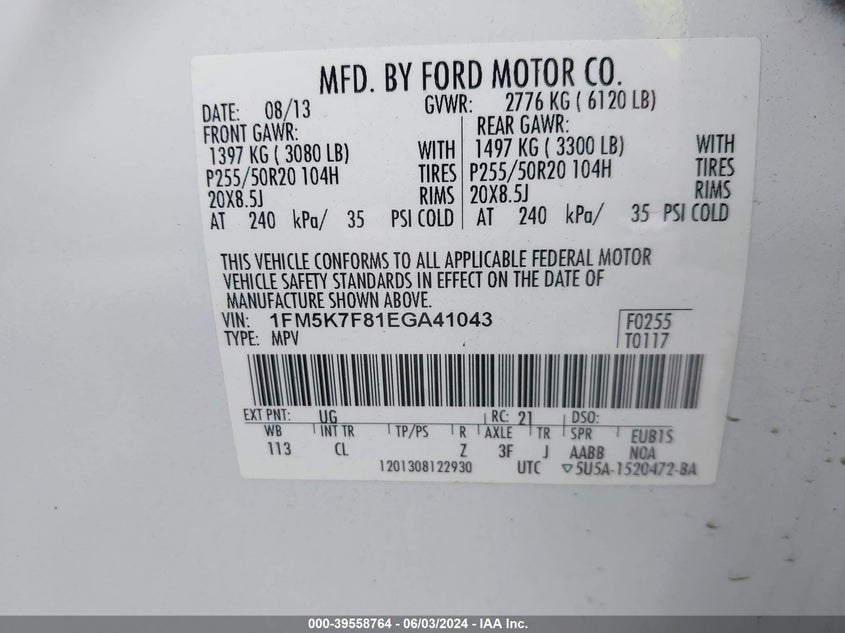 MFD. BY FORD MOTOR CO.
DATE: 08/13 GVWR: 2776 KG ( 6120 LB)
FRONT GAWR: REAR GAWR:
1397 KG ( 3080 LB) WITH 1497 KG ( 3300 LB) WITH
P255/50R20 104H TIRES P255/50R20 104H TIRES
20X8.5J RIMS 20X8.5J RIMS
AT 240 kPa/ 35 PSI COLD AT 240 kPa/ 35 PSI COLD
THIS VEHICLE CONFORMS TO ALL APPLICABLE FEDERAL MOTOR
VEHICLE SAFETY STANDARDS IN EFFECT ON THE DATE OF
MANUFACTURE SHOWN ABOVE.
VIN: 1FM5K7F81EGA41043 F0255
TYPE: MPV T0117
EXT PNT: UG RC: 21 DSO:
WB INT TR TP/PS R AXLE TR SPR EUB1S
113 CL Z 3F J AABB NOA
1201308122930 UTC ▽5U5A-1520472-BA
000-39558764 - 06/03/2024 - IAA Inc.